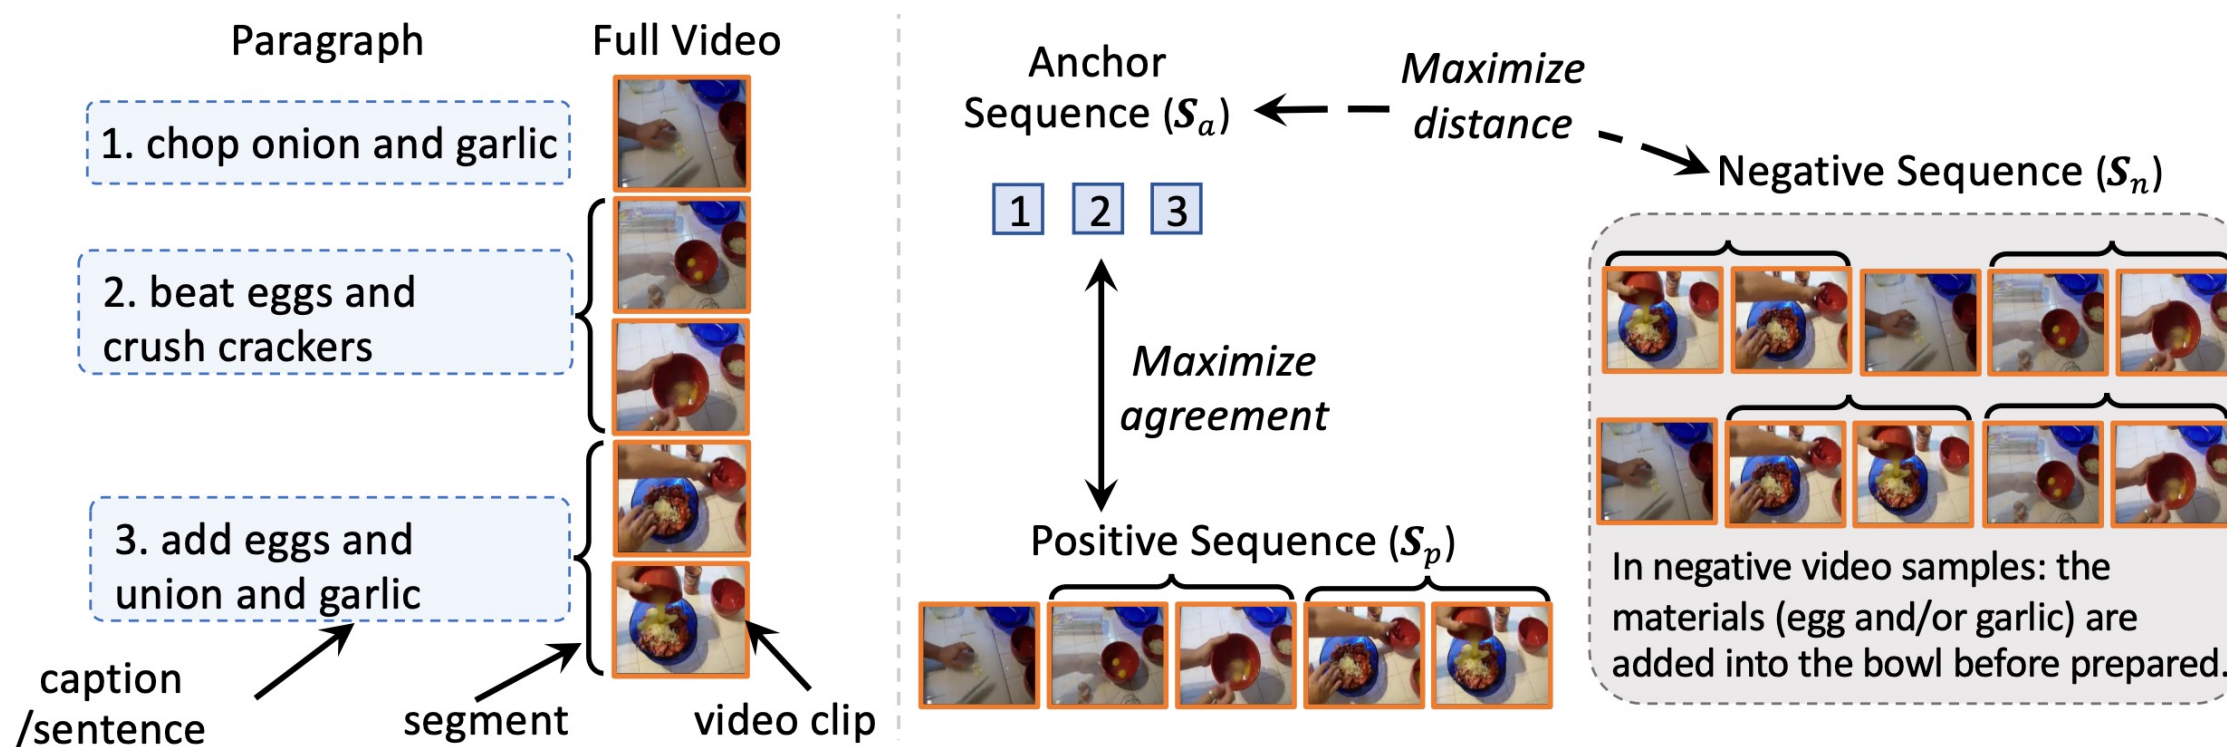 Paragraph
Full Video
1. chop onion and garlic
2. beat eggs and
crush crackers
3. add eggs and
union and garlic
caption
/sentence
segment
video clip
Anchor
Sequence (Sₐ)
Maximize
distance
1 2 3
Maximize
agreement
Positive Sequence (Sₚ)
Negative Sequence (Sₙ)
In negative video samples: the
materials (egg and/or garlic) are
added into the bowl before prepared.